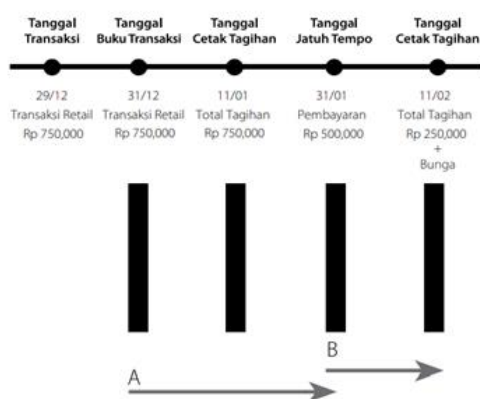 Tanggal
Transaksi
Tanggal
Buku Transaksi
Tanggal
Cetak Tagihan
Tanggal
Jatuh Tempo
Tanggal
Cetak Tagihan
29/12
Transaksi Retail
Rp 750,000
31/12
Transaksi Retail
Rp 750,000
11/01
Total Tagihan
Rp 750,000
31/01
Pembayaran
Rp 500,000
11/02
Total Tagihan
Rp 250,000
+
Bunga
A
B